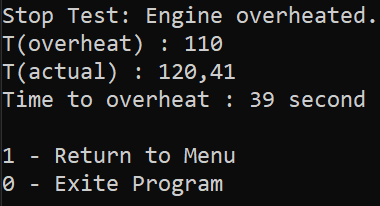 Stop Test: Engine overheated.
T(overheat) : 110
T(actual) : 120,41
Time to overheat : 39 second
1 - Return to Menu
0 - Exite Program